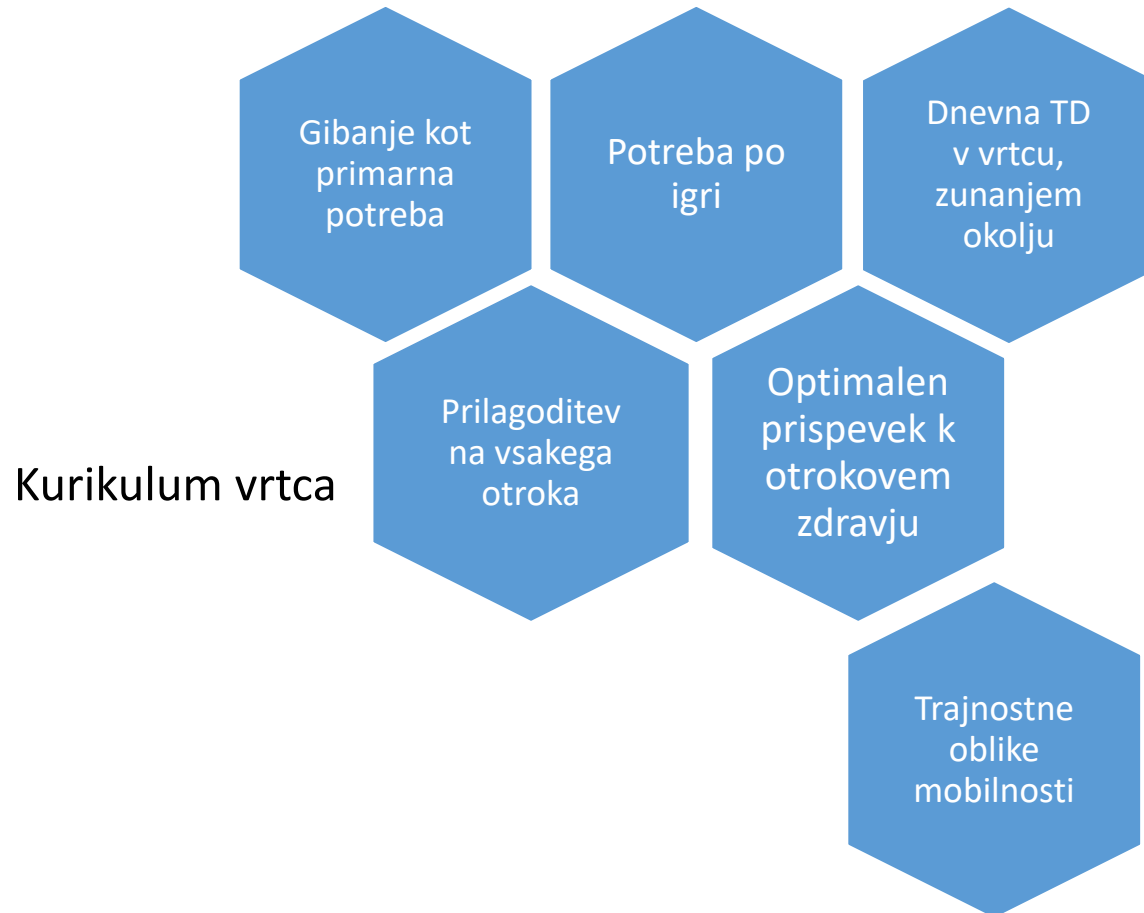 Gibanje kot
primarna
potreba
Potreba po
igri
Dnevna TD
v vrtcu,
zunanjem
okolju
Kurikulum vrtca
Prilagoditev
na vsakega
otroka
Optimalen
prispevek k
otrokovem
zdravju
Trajnostne
oblike
mobilnosti